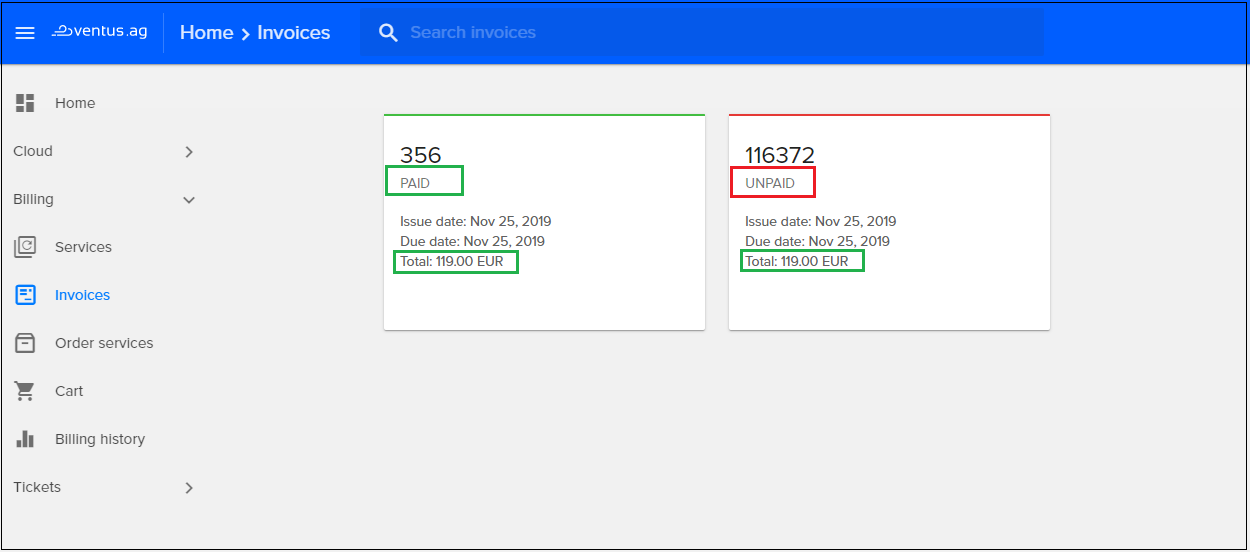 ventus.ag Home > Invoices Search invoices
Home
Cloud
Billing
Services
Invoices
Order services
Cart
Billing history
Tickets
356
PAID
Issue date: Nov 25, 2019
Due date: Nov 25, 2019
Total: 119.00 EUR
116372
UNPAID
Issue date: Nov 25, 2019
Due date: Nov 25, 2019
Total: 119.00 EUR